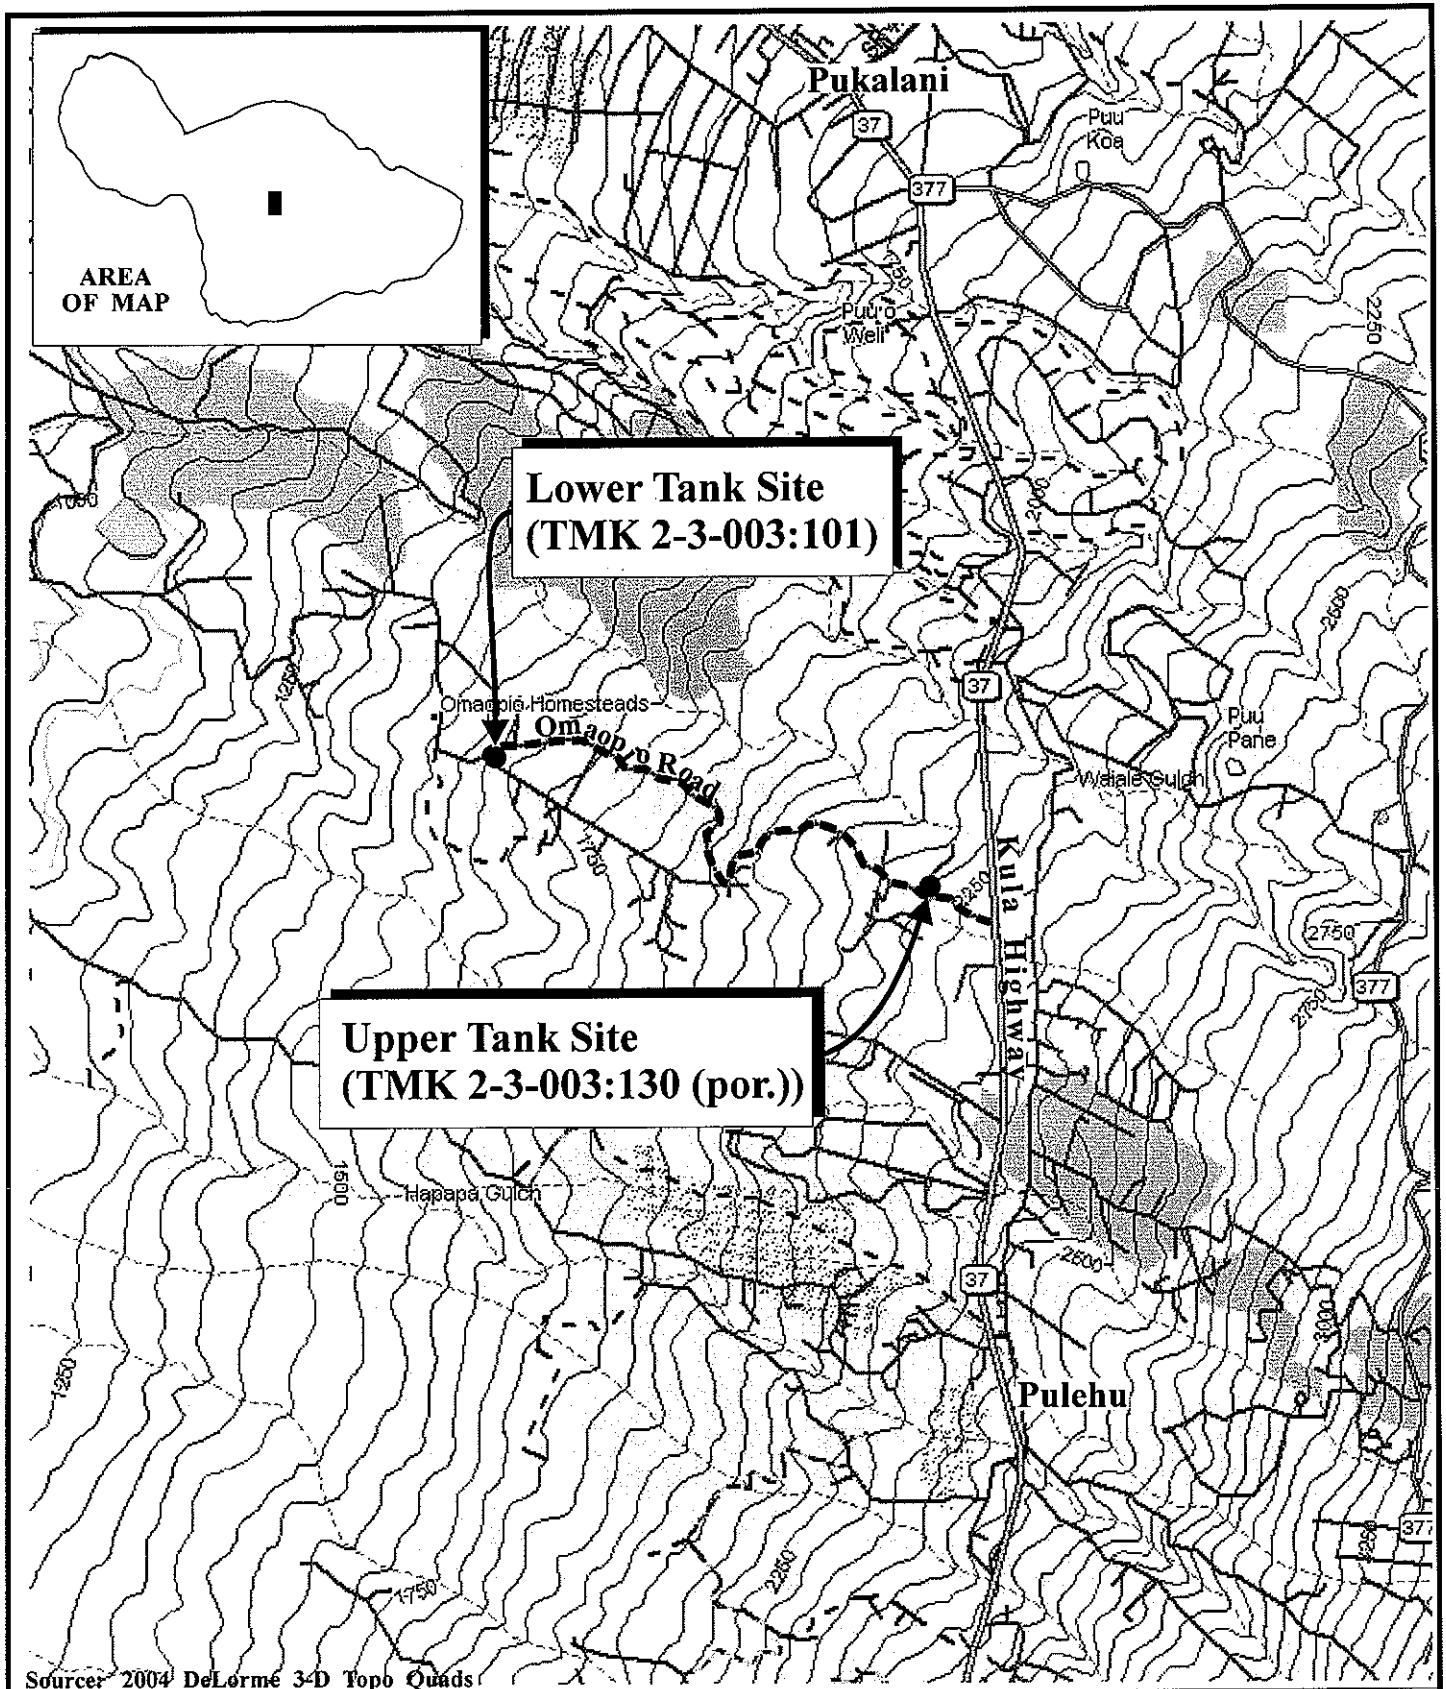 Pukalani
37
Puu
Koa
377
AREA
OF MAP
1750
2250
Puu o
Weli
Lower Tank Site
(TMK 2-3-003:101)
1000
2000
2500
1250
37
Omaopio Homesteads
Omaop o Road
Puu
Pane
Waiale Gulch
1750
Kula Highway
2250
2750
377
2750
Upper Tank Site
(TMK 2-3-003:130 (por.))
1500
Hapapa Gulch
2500
37
3000
1250
Pulehu
377
2250
1750
Source: 2004 DeLorme 3-D Topo Quads